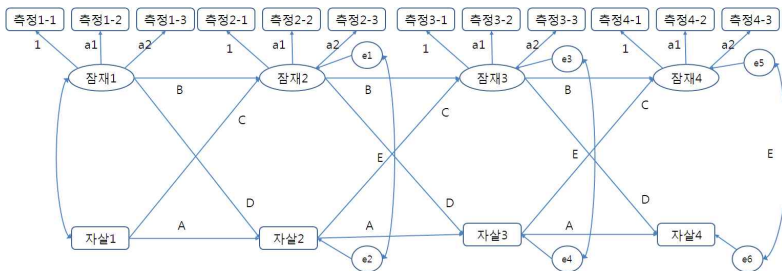 측정1-1 측정1-2 측정1-3 측정2-1 측정2-2 측정2-3 측정3-1 측정3-2 측정3-3 측정4-1 측정4-2 측정4-3
1 a1 a2 1 a1 a2 1 a1 a2 1 a1 a2
e1 e3 e5
잠재1 잠재2 잠재3 잠재4
B B B
C C C
E E E
D D D
A A A
자살1 자살2 자살3 자살4
e2 e4 e6